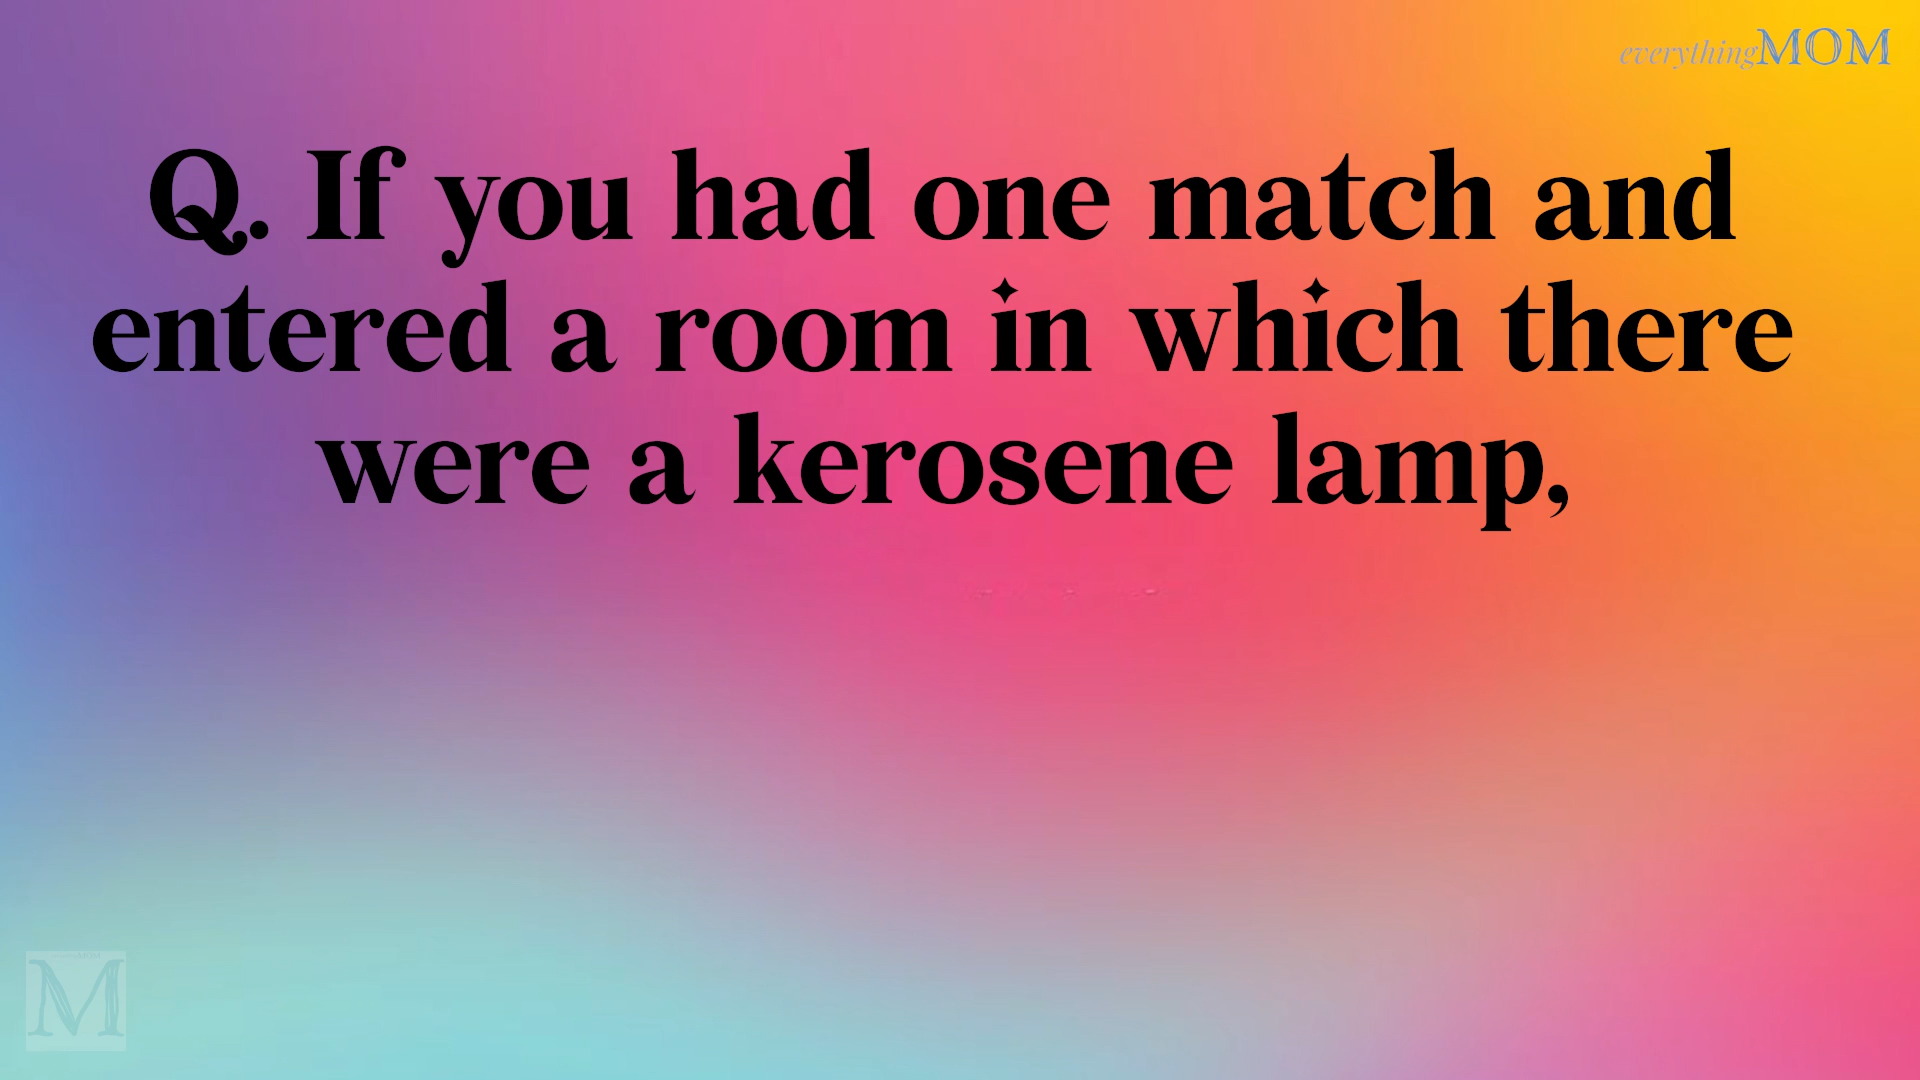 everythingMOM
Q. If you had one match and
entered a room in which there
were a kerosene lamp,
M